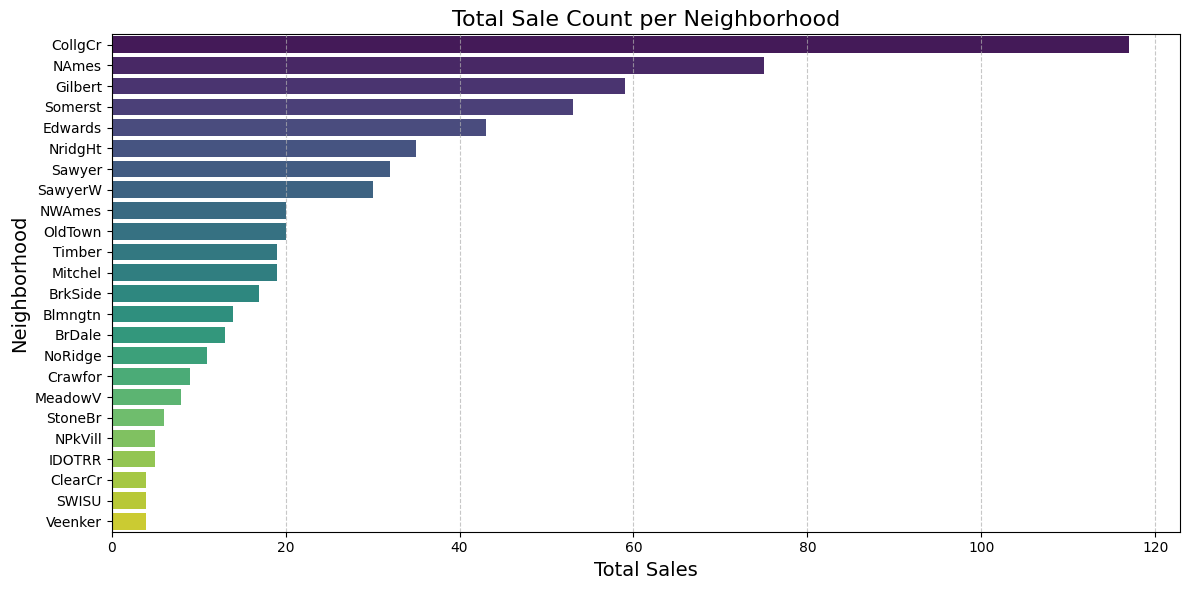 Total Sale Count per Neighborhood
Neighborhood
CollgCr
NAmes
Gilbert
Somerst
Edwards
NridgHt
Sawyer
SawyerW
NWAmes
OldTown
Timber
Mitchel
BrkSide
Blmngtn
BrDale
NoRidge
Crawfor
MeadowV
StoneBr
NPkVill
IDOTRR
ClearCr
SWISU
Veenker
0 20 40 60 80 100 120
Total Sales